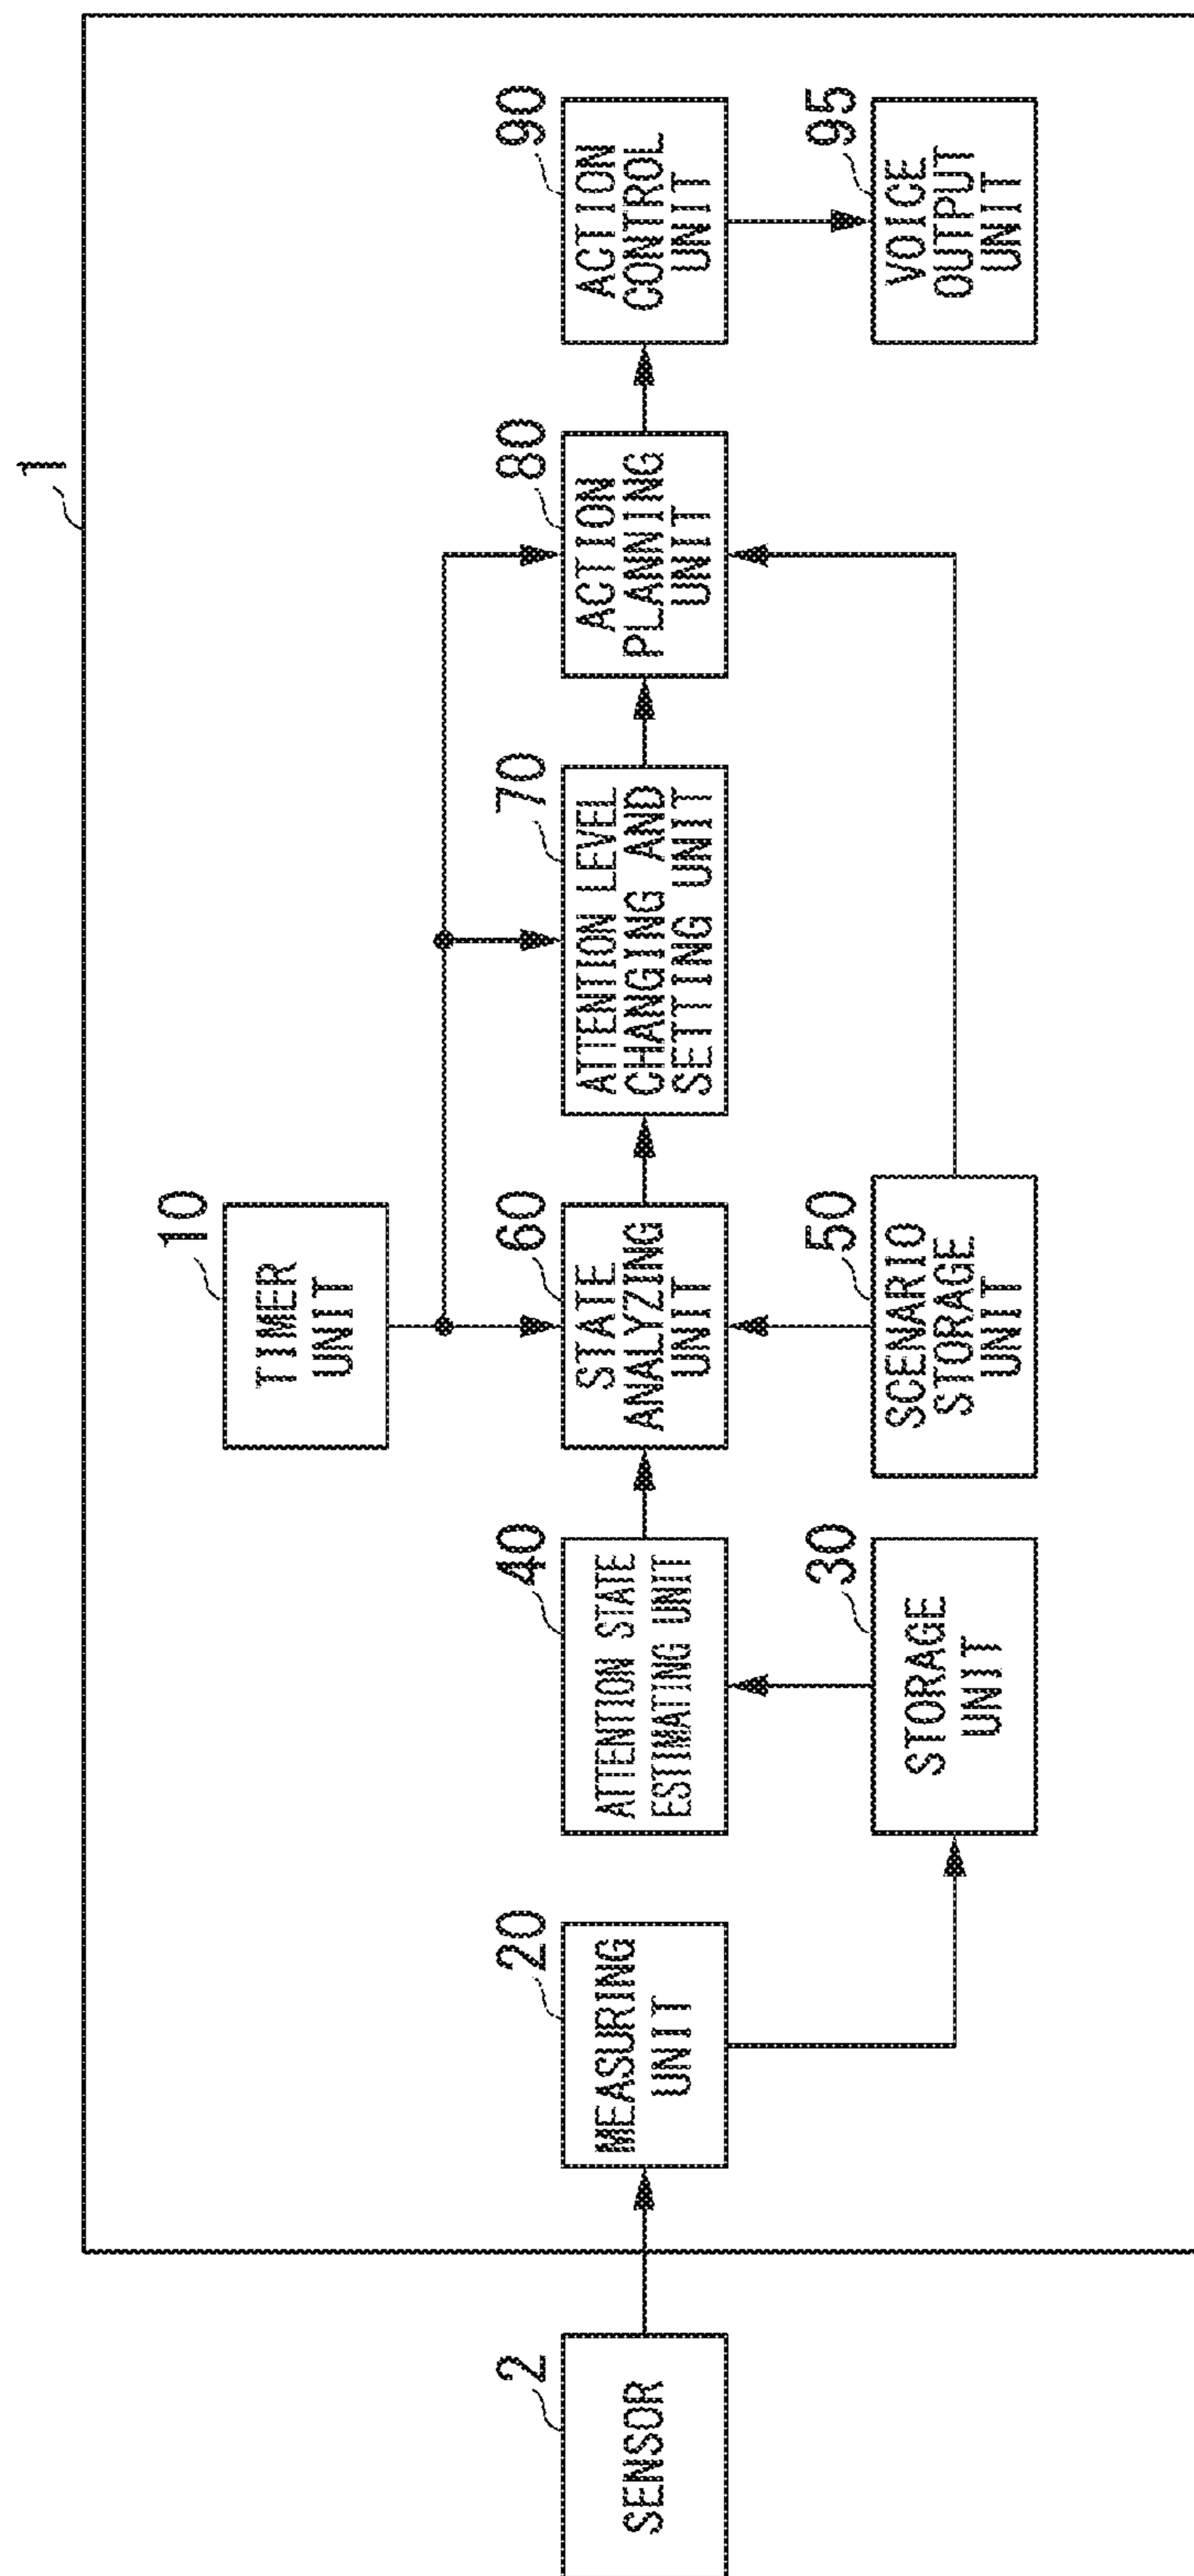 1
10
TIMER
UNIT
2
SENSOR
20
MEASURING
UNIT
40
ATTENTION STATE
ESTIMATING UNIT
60
STATE
ANALYZING
UNIT
70
ATTENTION LEVEL
CHANGING AND
SETTING UNIT
80
ACTION
PLANNING
UNIT
90
ACTION
CONTROL
UNIT
30
STORAGE
UNIT
50
SCENARIO
STORAGE
UNIT
95
VOICE
OUTPUT
UNIT